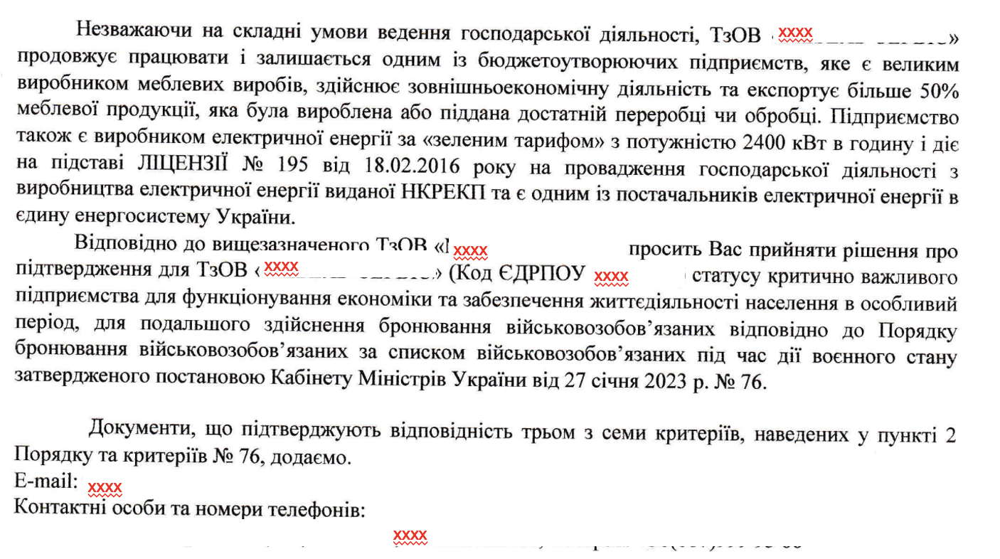 Незважаючи на складні умови ведення господарської діяльності, ТзОВ xxxx »
продовжує працювати і залишається одним із бюджетоутворюючих підприємств, яке є великим
виробником меблевих виробів, здійснює зовнішньоекономічну діяльність та експортує більше 50%
меблевої продукції, яка була вироблена або піддана достатній переробці чи обробці. Підприємство
також є виробником електричної енергії за «зеленим тарифом» з потужністю 2400 кВт в годину і діє
на підставі ЛІЦЕНЗІЇ № 195 від 18.02.2016 року на провадження господарської діяльності з
виробництва електричної енергії виданої НКРЕКП та є одним із постачальників електричної енергії в
єдину енергосистему України.
Відповідно до вищезазначеного ТзОВ « xxxx просить Вас прийняти рішення про
підтвердження для ТзОВ « xxxx » (Код ЄДРПОУ xxxx статусу критично важливого
підприємства для функціонування економіки та забезпечення життєдіяльності населення в особливий
період, для подальшого здійснення бронювання військовозобов’язаних відповідно до Порядку
бронювання військовозобов’язаних за списком військовозобов’язаних під час дії воєнного стану
затвердженого постановою Кабінету Міністрів України від 27 січня 2023 р. № 76.
Документи, що підтверджують відповідність трьом з семи критеріїв, наведених у пункті 2
Порядку та критеріїв № 76, додаємо.
E-mail: xxxx
Контактні особи та номери телефонів:
xxxx